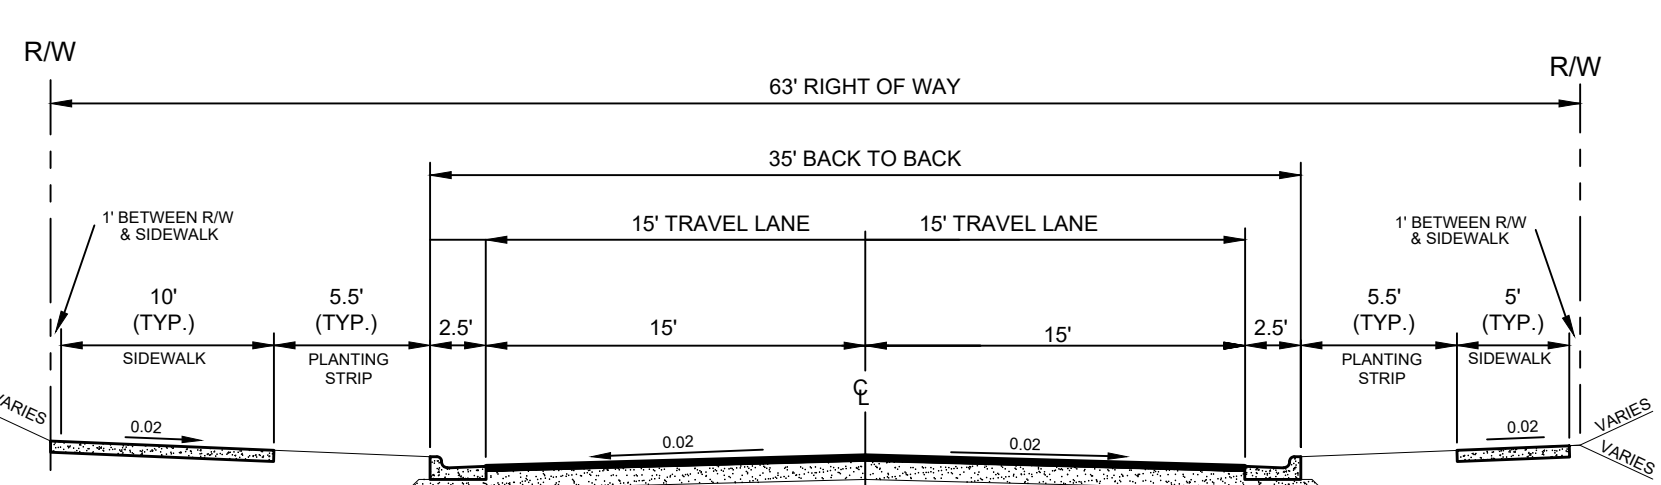 R/W
R/W
63' RIGHT OF WAY
35' BACK TO BACK
1' BETWEEN R/W
& SIDEWALK
15' TRAVEL LANE
15' TRAVEL LANE
1' BETWEEN R/W
& SIDEWALK
10'
(TYP.)
SIDEWALK
5.5'
(TYP.)
PLANTING
STRIP
2.5'
15'
15'
2.5'
5.5'
(TYP.)
PLANTING
STRIP
5'
(TYP.)
SIDEWALK
CL
VARIES
0.02
0.02
0.02
0.02
VARIES
VARIES